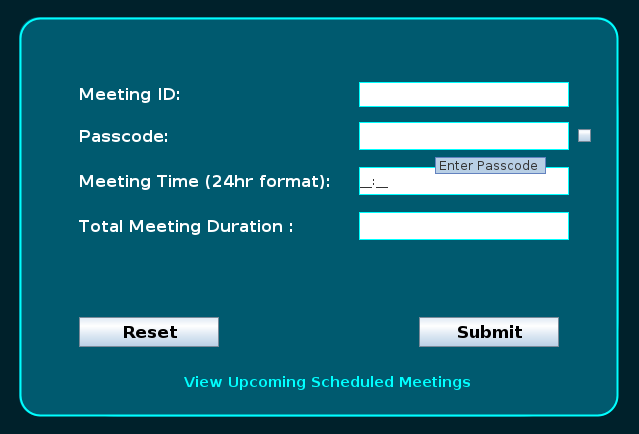 Meeting ID:
Passcode:
Enter Passcode
Meeting Time (24hr format):
__:__
Total Meeting Duration :
Reset
Submit
View Upcoming Scheduled Meetings